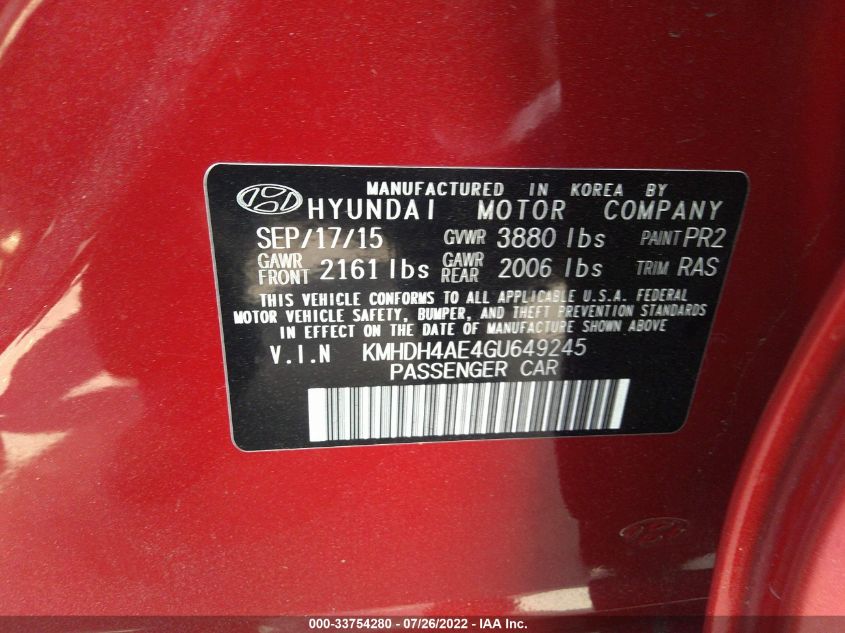 MANUFACTURED IN KOREA BY
HYUNDAI MOTOR COMPANY
SEP/17/15 GVWR 3880 lbs PAINT PR2
GAWR FRONT 2161 lbs GAWR REAR 2006 lbs TRIM RAS
THIS VEHICLE CONFORMS TO ALL APPLICABLE U.S.A. FEDERAL
MOTOR VEHICLE SAFETY, BUMPER, AND THEFT PREVENTION STANDARDS
IN EFFECT ON THE DATE OF MANUFACTURE SHOWN ABOVE
V.I.N KMHDH4AE4GU649245
PASSENGER CAR
000-33754280 - 07/26/2022 - IAA Inc.